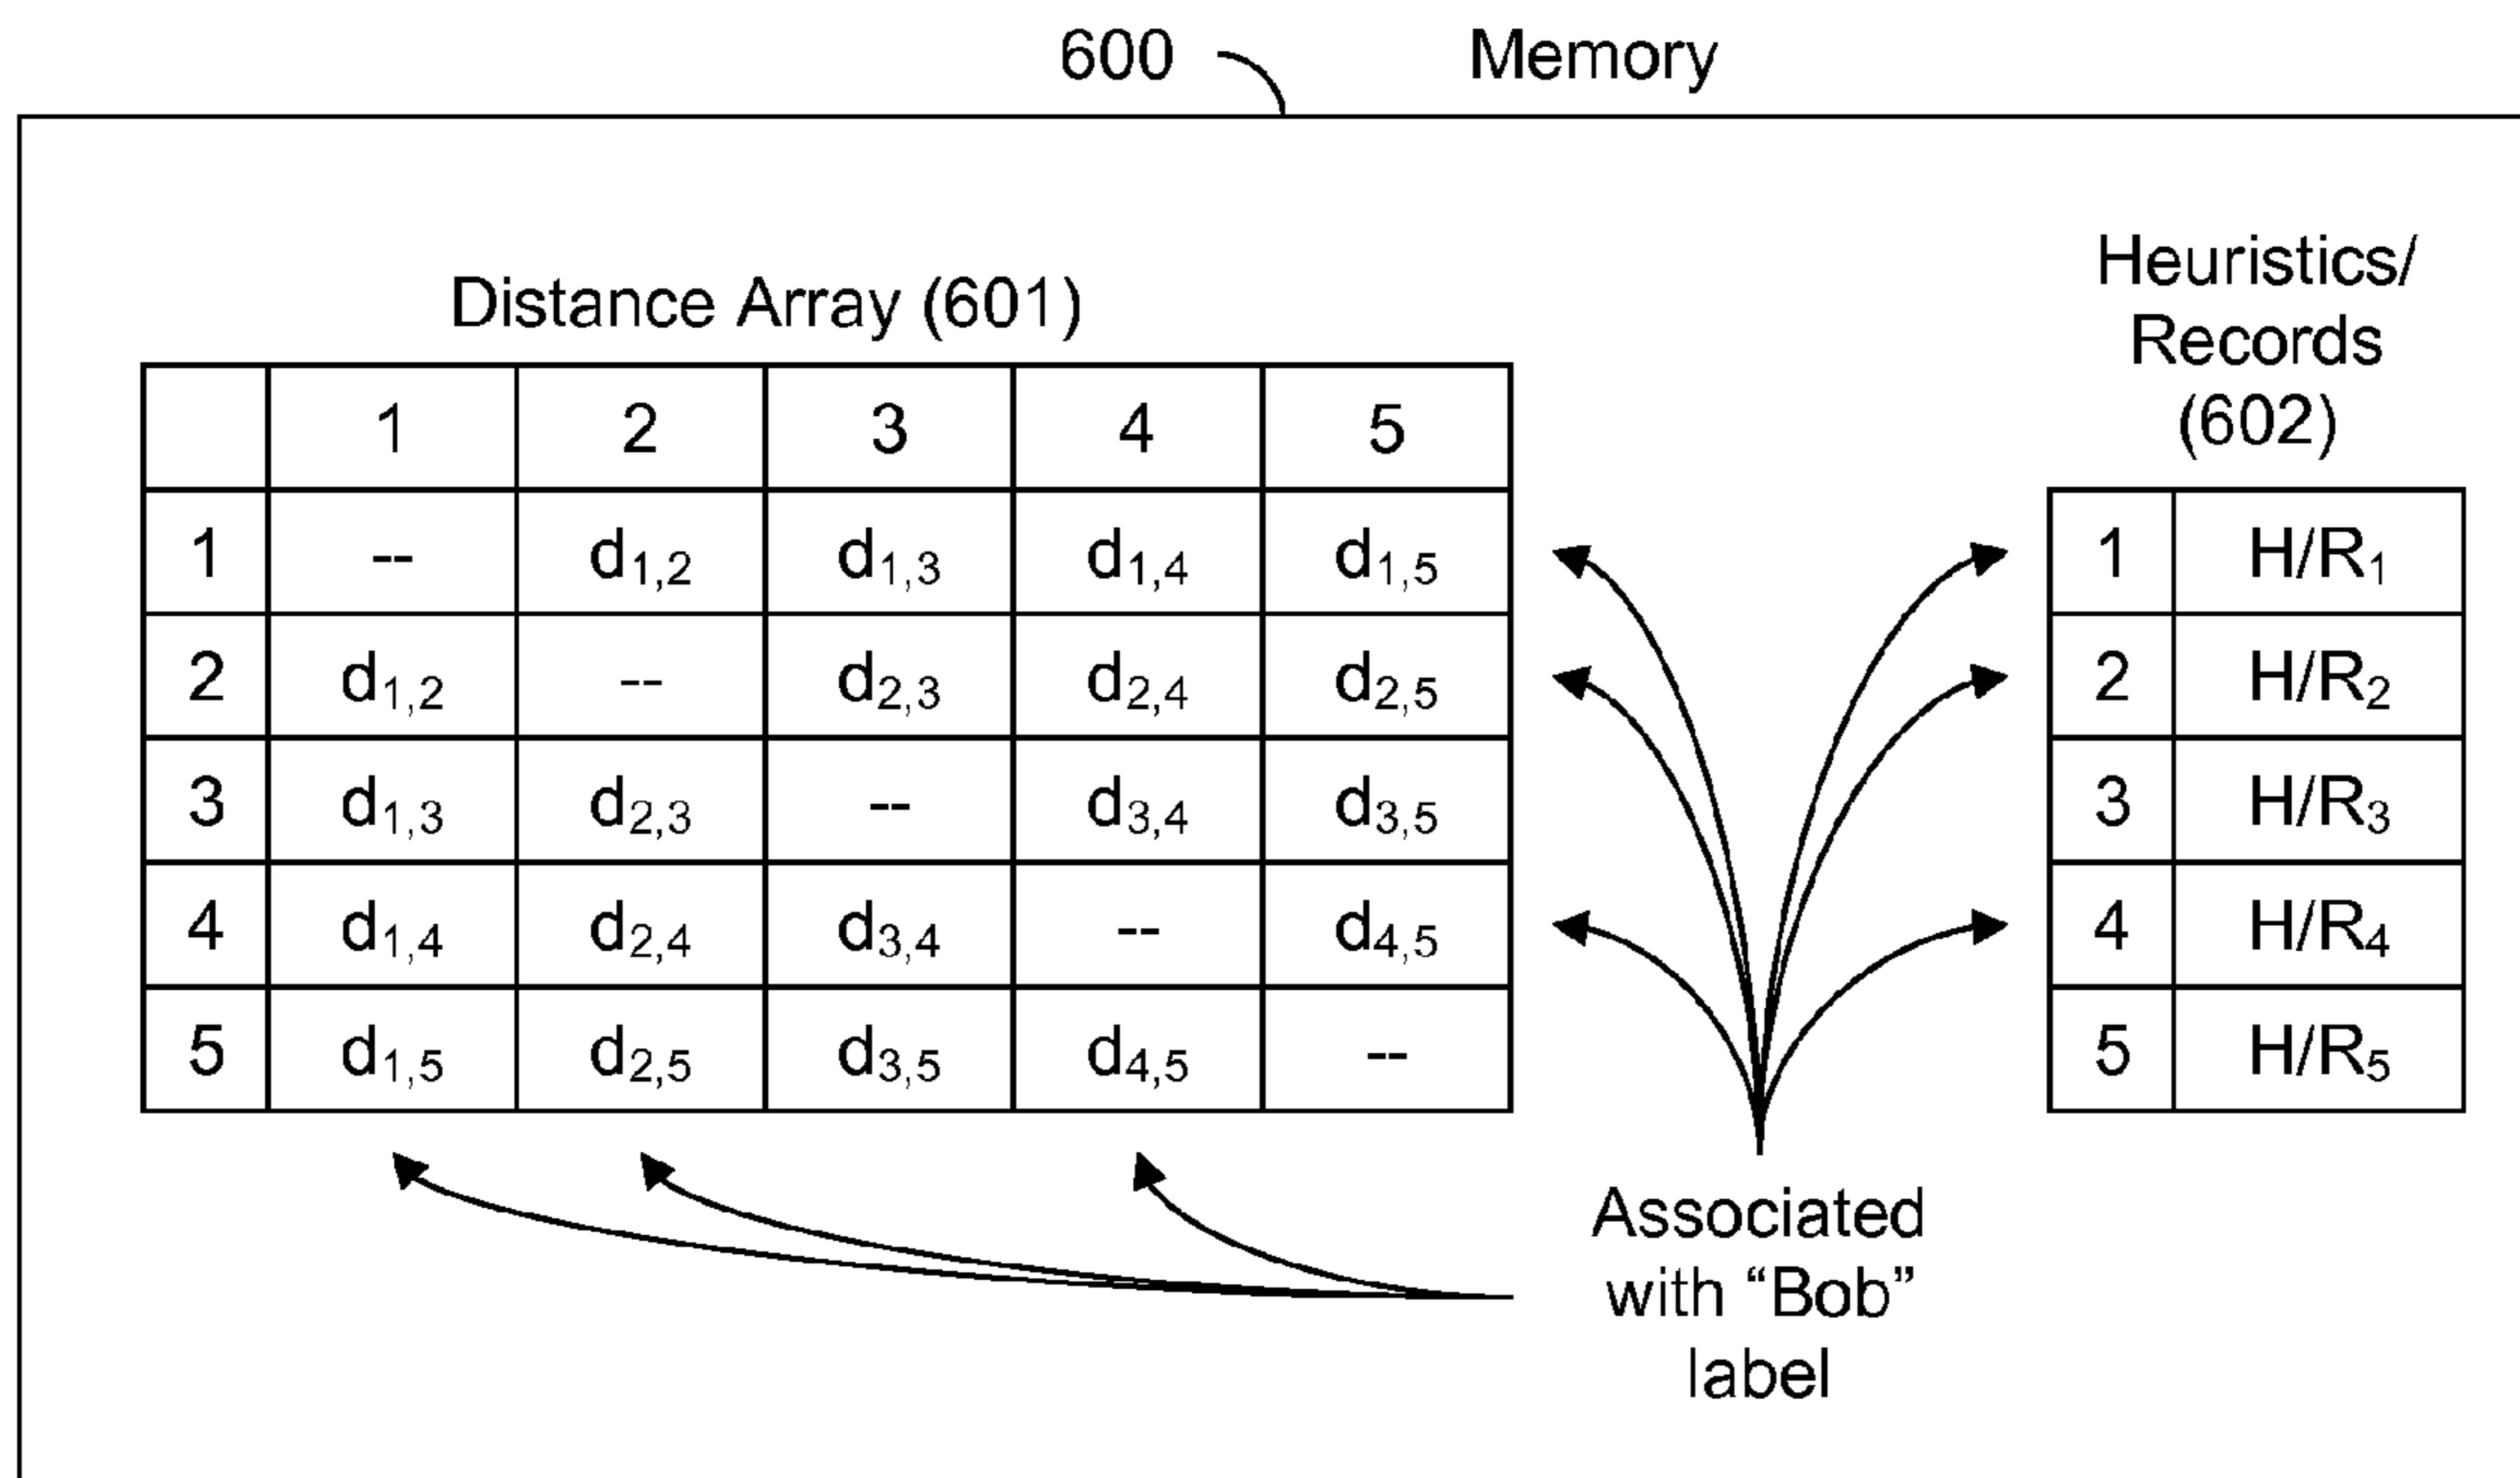 600 Memory
Distance Array (601)
Heuristics/
Records
(602)
1 2 3 4 5
1 -- d1,2 d1,3 d1,4 d1,5
2 d1,2 -- d2,3 d2,4 d2,5
3 d1,3 d2,3 -- d3,4 d3,5
4 d1,4 d2,4 d3,4 -- d4,5
5 d1,5 d2,5 d3,5 d4,5 --
1 H/R1
2 H/R2
3 H/R3
4 H/R4
5 H/R5
Associated
with “Bob”
label